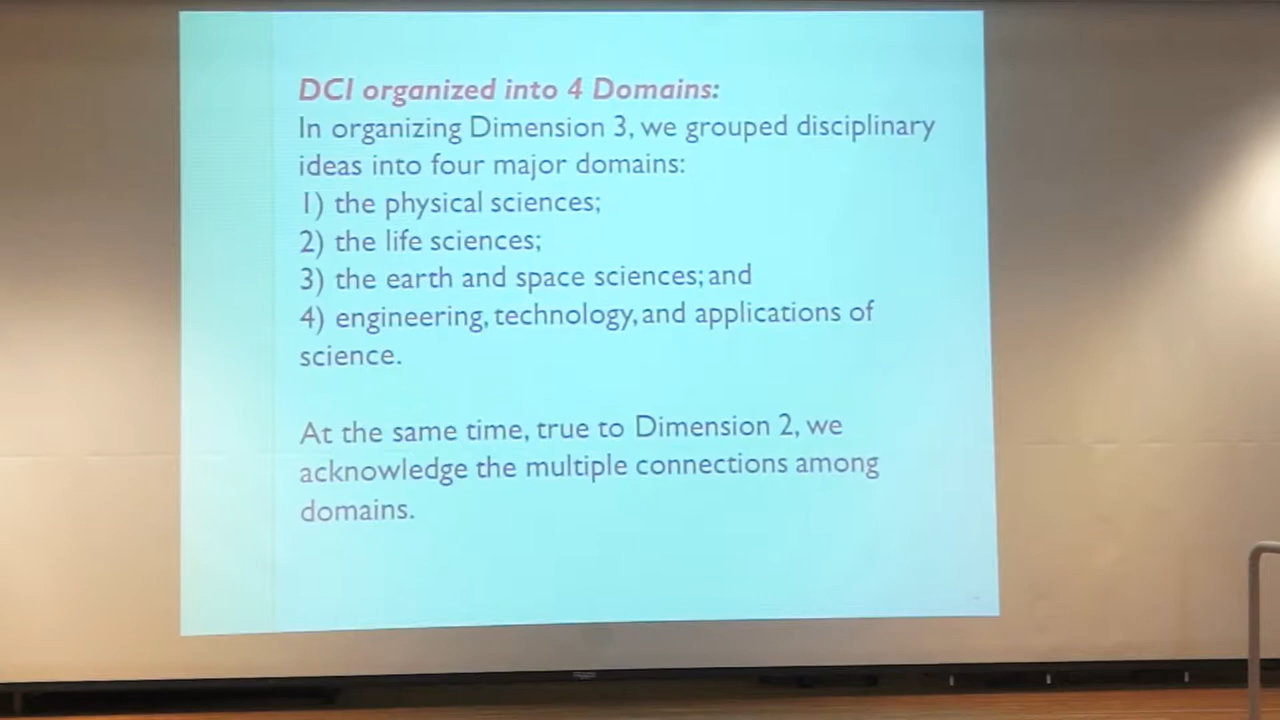 DCI organized into 4 Domains:
In organizing Dimension 3, we grouped disciplinary
ideas into four major domains:
1) the physical sciences;
2) the life sciences;
3) the earth and space sciences; and
4) engineering, technology, and applications of
science.
At the same time, true to Dimension 2, we
acknowledge the multiple connections among
domains.